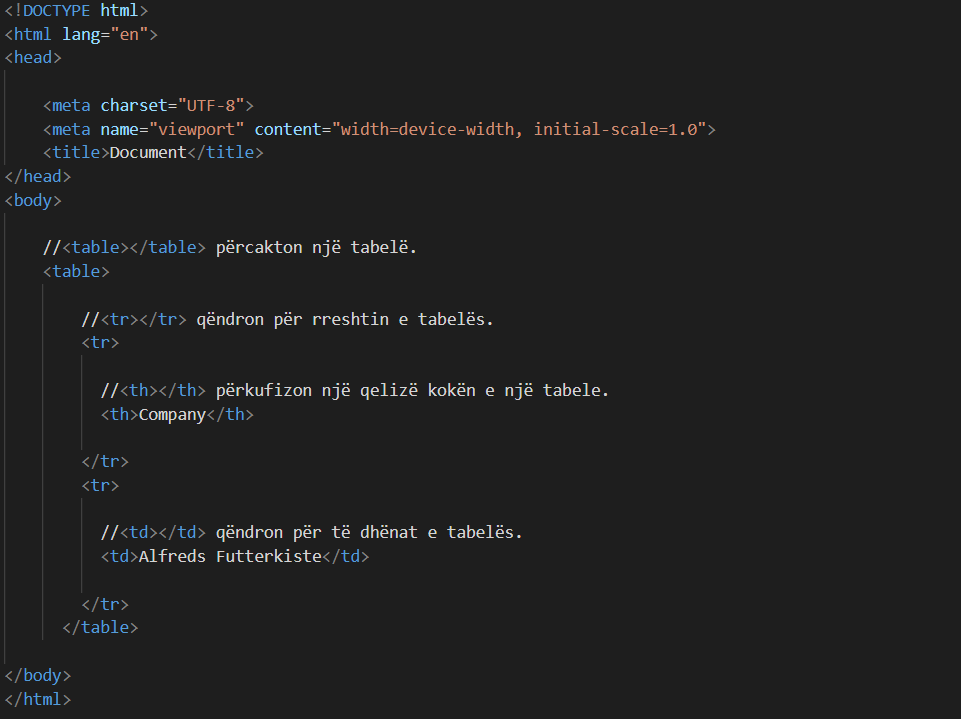 <!DOCTYPE html>
<html lang="en">
<head>
<meta charset="UTF-8">
<meta name="viewport" content="width=device-width, initial-scale=1.0">
<title>Document</title>
</head>
<body>
//<table></table> përcakton një tabelë.
<table>
//<tr></tr> qëndron për rreshtin e tabelës.
<tr>
//<th></th> përkufizon një qelizë kokën e një tabele.
<th>Company</th>
</tr>
<tr>
//<td></td> qëndron për të dhënat e tabelës.
<td>Alfreds Futterkiste</td>
</tr>
</table>
</body>
</html>